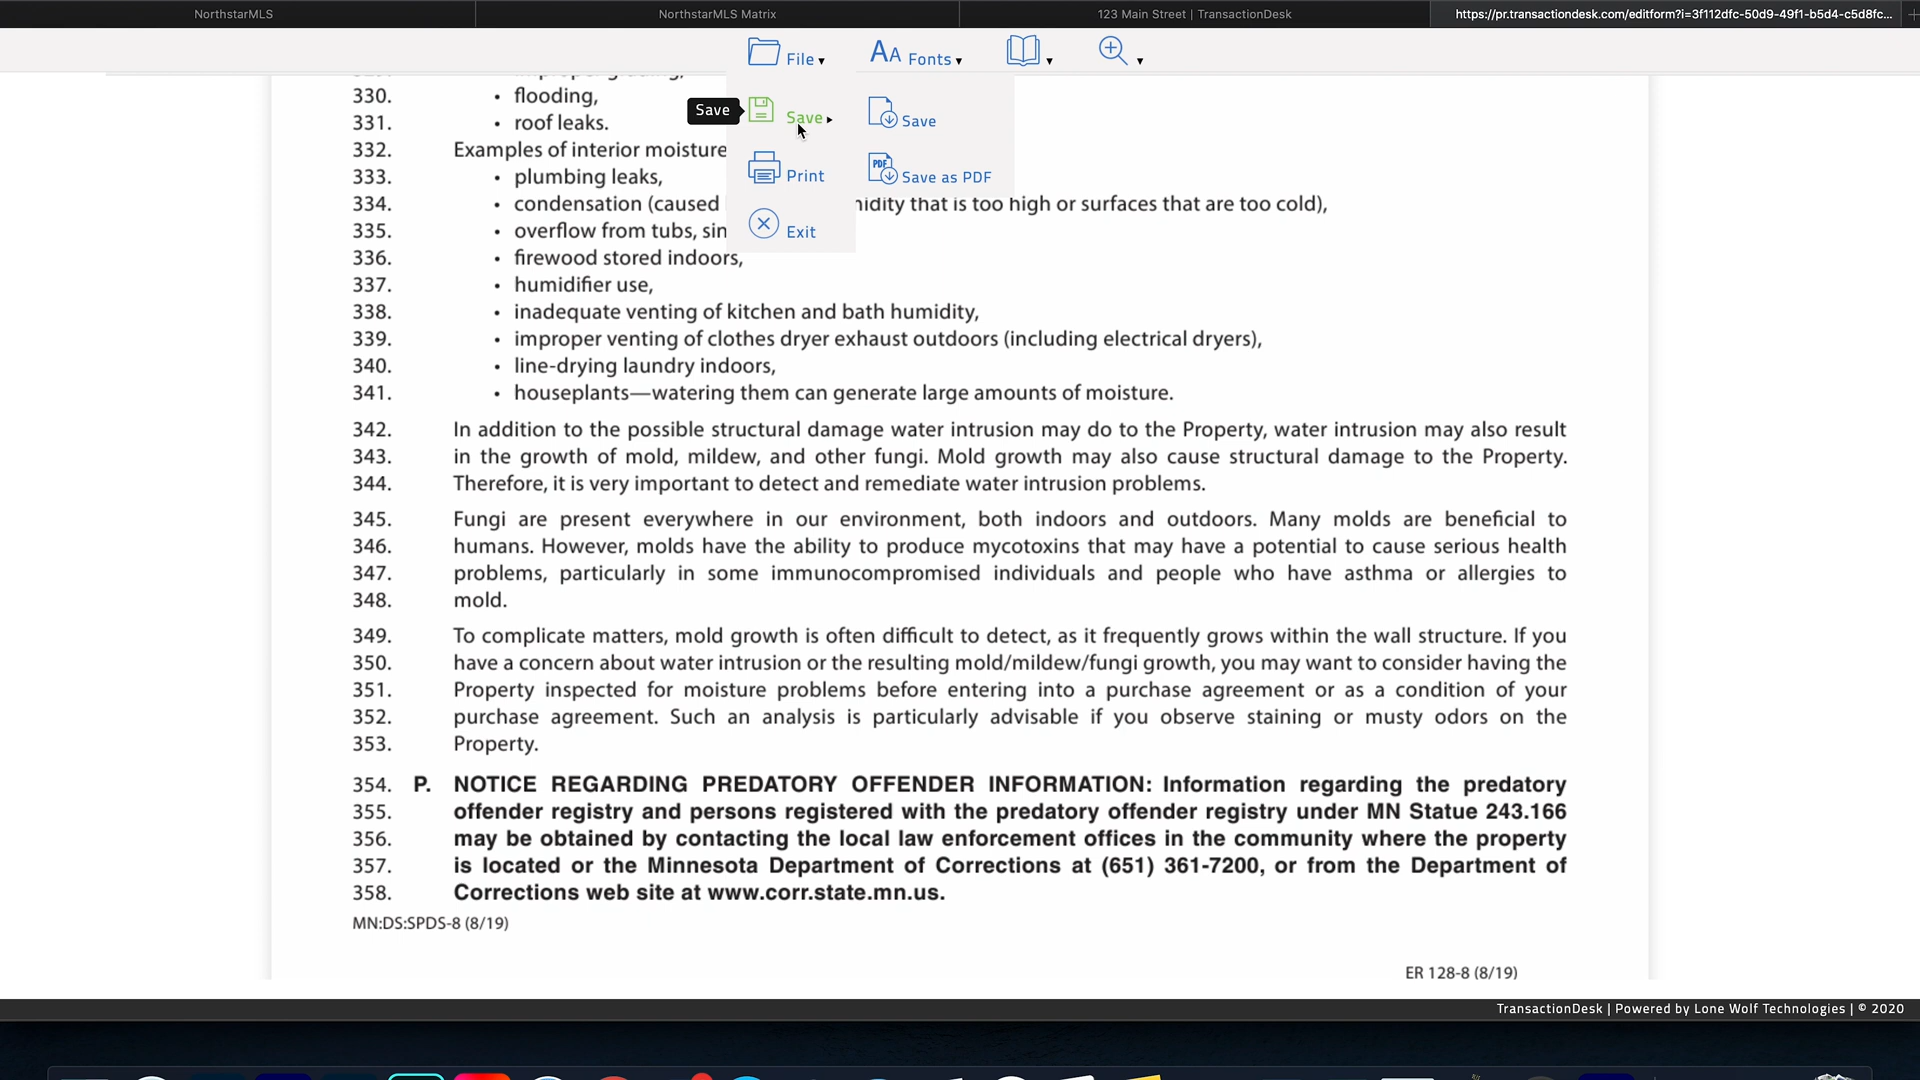 NorthstarMLS
NorthstarMLS Matrix
123 Main Street | TransactionDesk
https://pr.transactiondesk.com/editform?i=3f112dfc-50d9-49f1-b5d4-c5d8fc...
File
Fonts
Save
Save
Save
Print
Save as PDF
Exit
330. • flooding,
331. • roof leaks.
332. Examples of interior moisture
333. • plumbing leaks,
334. • condensation (caused that is too high or surfaces that are too cold),
335. • overflow from tubs,
336. • firewood stored indoors,
337. • humidifier use,
338. • inadequate venting of kitchen and bath humidity,
339. • improper venting of clothes dryer exhaust outdoors (including electrical dryers),
340. • line-drying laundry indoors,
341. • houseplants—watering them can generate large amounts of moisture.
342. In addition to the possible structural damage water intrusion may do to the Property, water intrusion may also result
343. in the growth of mold, mildew, and other fungi. Mold growth may also cause structural damage to the Property.
344. Therefore, it is very important to detect and remediate water intrusion problems.
345. Fungi are present everywhere in our environment, both indoors and outdoors. Many molds are beneficial to
346. humans. However, molds have the ability to produce mycotoxins that may have a potential to cause serious health
347. problems, particularly in some immunocompromised individuals and people who have asthma or allergies to
348. mold.
349. To complicate matters, mold growth is often difficult to detect, as it frequently grows within the wall structure. If you
350. have a concern about water intrusion or the resulting mold/mildew/fungi growth, you may want to consider having the
351. Property inspected for moisture problems before entering into a purchase agreement or as a condition of your
352. purchase agreement. Such an analysis is particularly advisable if you observe staining or musty odors on the
353. Property.
354. P. NOTICE REGARDING PREDATORY OFFENDER INFORMATION: Information regarding the predatory
355. offender registry and persons registered with the predatory offender registry under MN Statue 243.166
356. may be obtained by contacting the local law enforcement offices in the community where the property
357. is located or the Minnesota Department of Corrections at (651) 361-7200, or from the Department of
358. Corrections web site at www.corr.state.mn.us.
MN:DS:SPDS-8 (8/19)
ER 128-8 (8/19)
TransactionDesk | Powered by Lone Wolf Technologies | © 2020